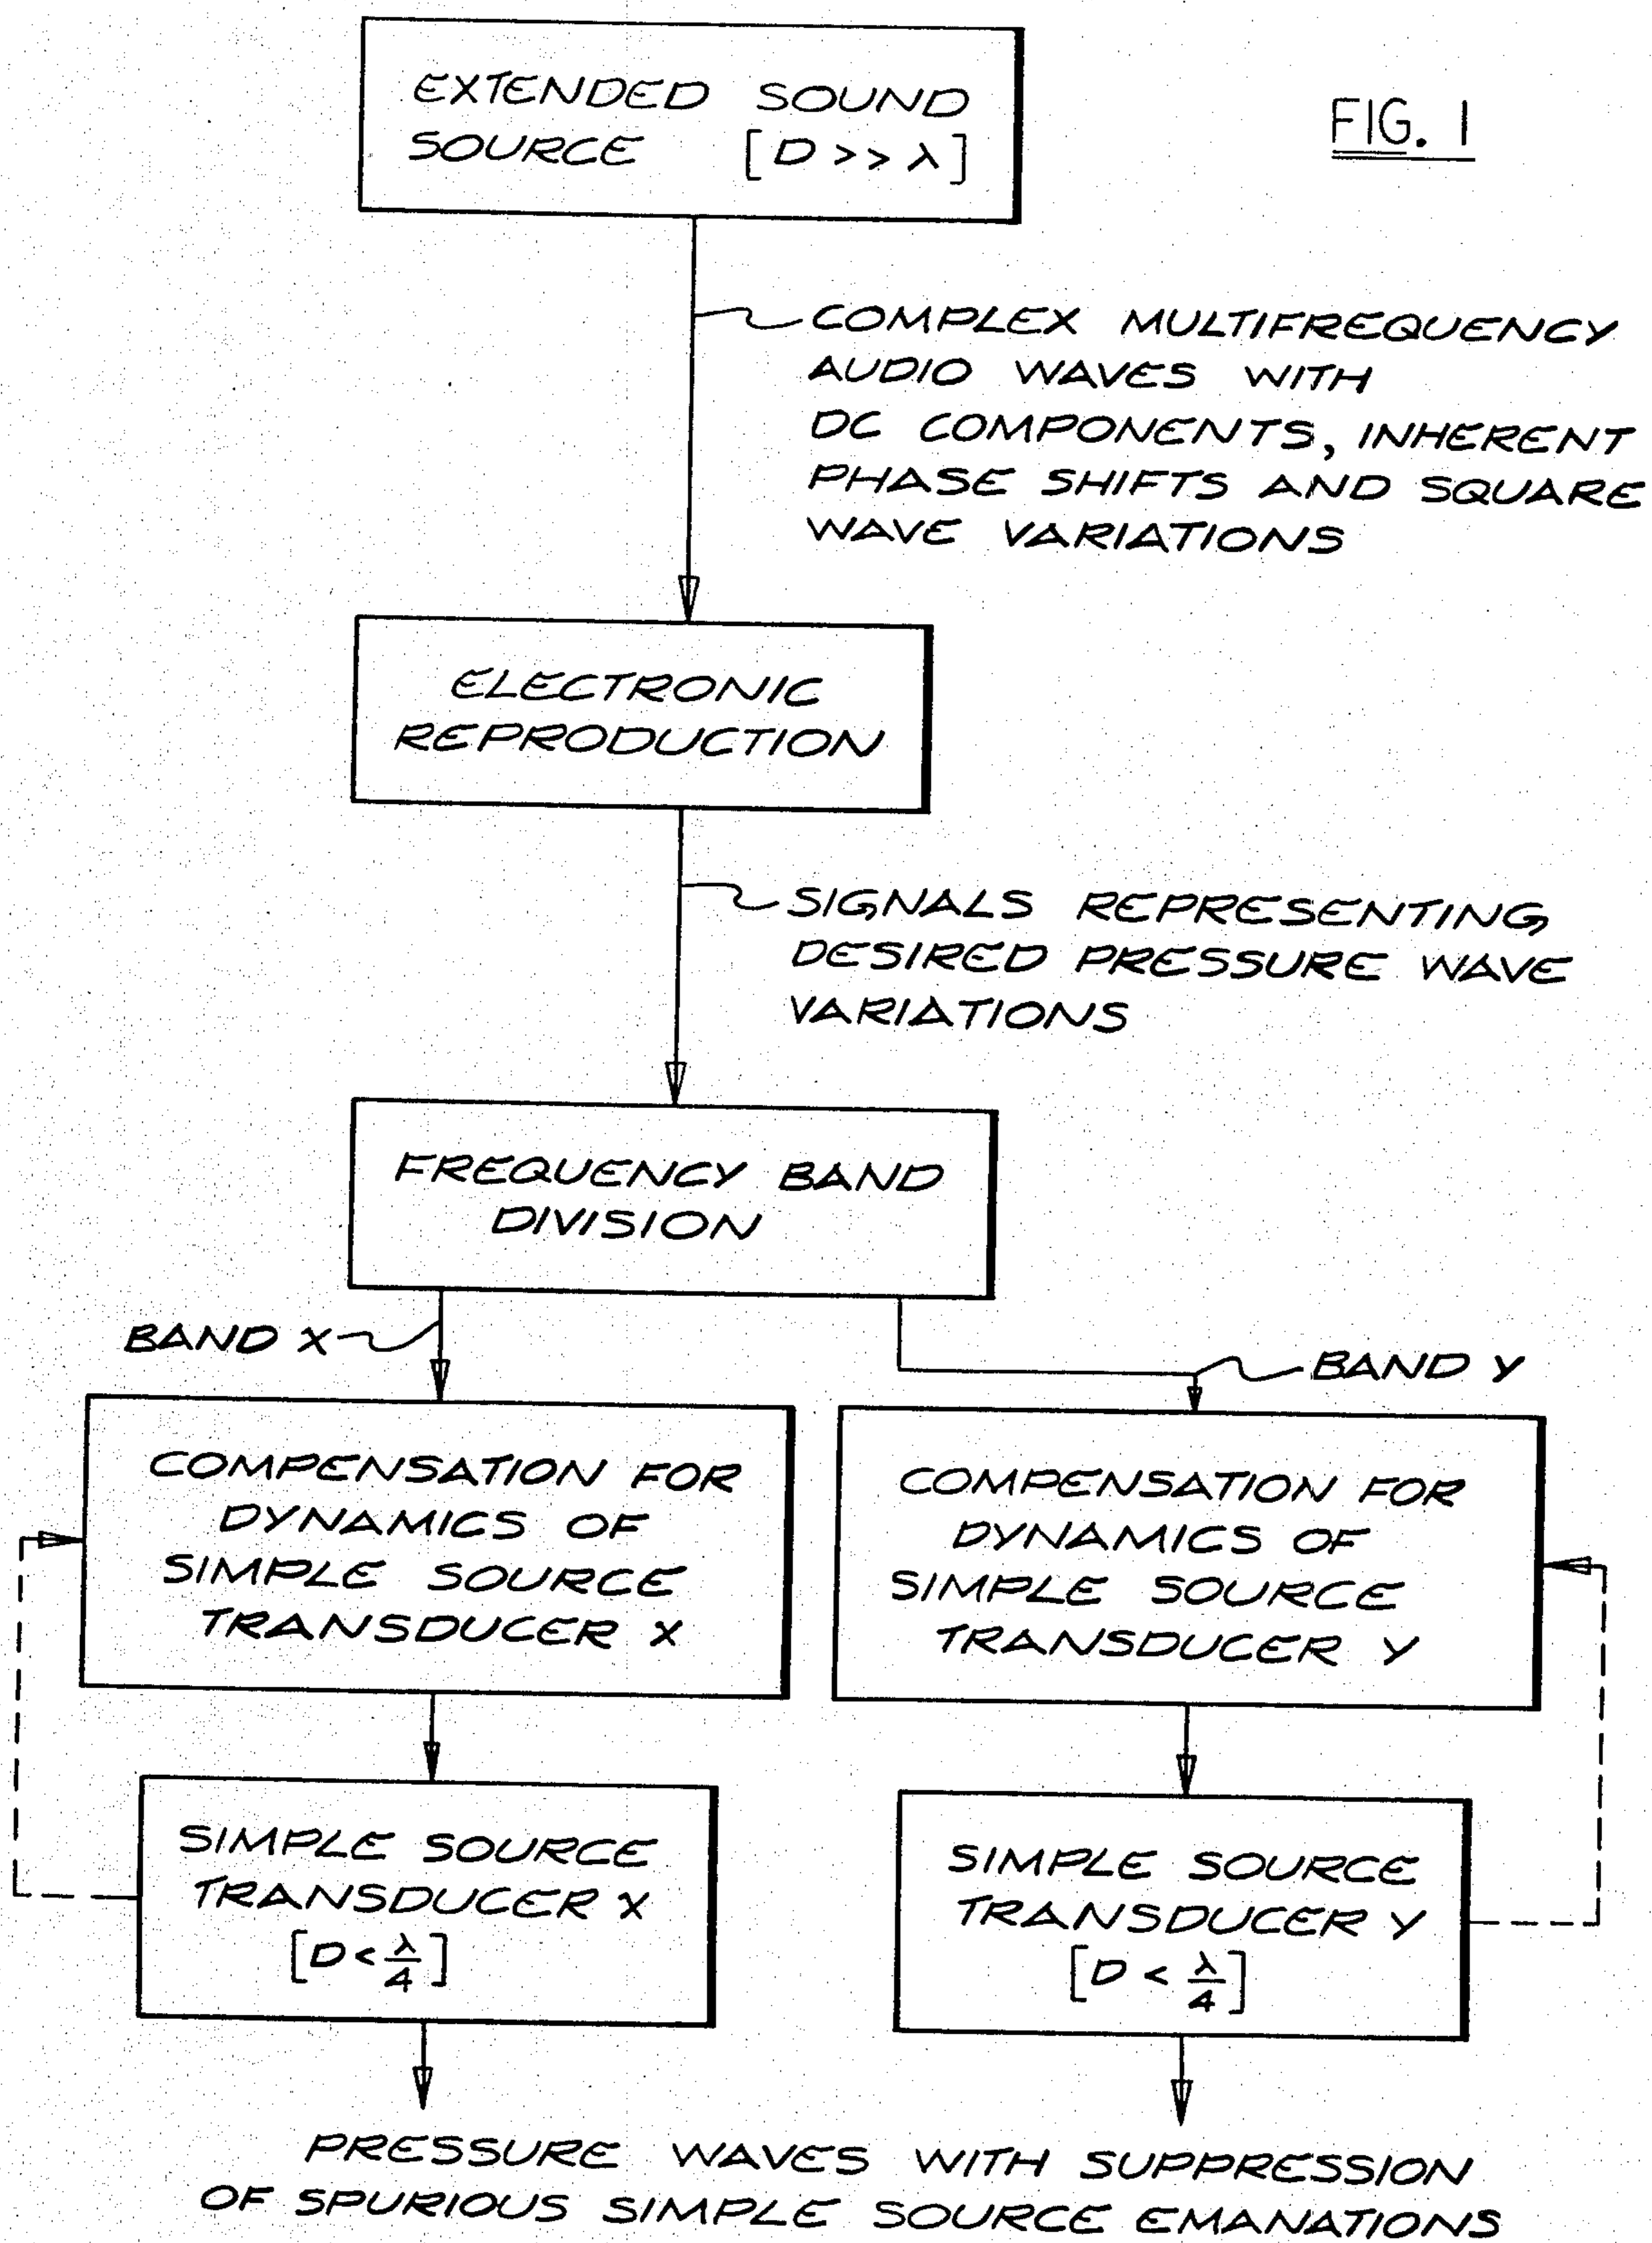 EXTENDED SOUND
SOURCE [D >> λ]
FIG. 1
COMPLEX MULTIFREQUENCY
AUDIO WAVES WITH
DC COMPONENTS, INHERENT
PHASE SHIFTS AND SQUARE
WAVE VARIATIONS
ELECTRONIC
REPRODUCTION
SIGNALS REPRESENTING
DESIRED PRESSURE WAVE
VARIATIONS
FREQUENCY BAND
DIVISION
BAND X
BAND Y
COMPENSATION FOR
DYNAMICS OF
SIMPLE SOURCE
TRANSDUCER X
COMPENSATION FOR
DYNAMICS OF
SIMPLE SOURCE
TRANSDUCER Y
SIMPLE SOURCE
TRANSDUCER X
[D < λ/4]
SIMPLE SOURCE
TRANSDUCER Y
[D < λ/4]
PRESSURE WAVES WITH SUPPRESSION
OF SPURIOUS SIMPLE SOURCE EMANATIONS